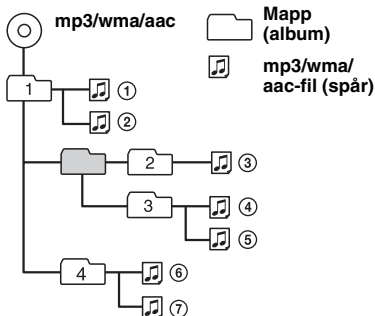 mp3/wma/aac
Mapp
(album)
mp3/wma/
aac-fil (spår)
1
①
②
2
③
3
④
⑤
4
⑥
⑦